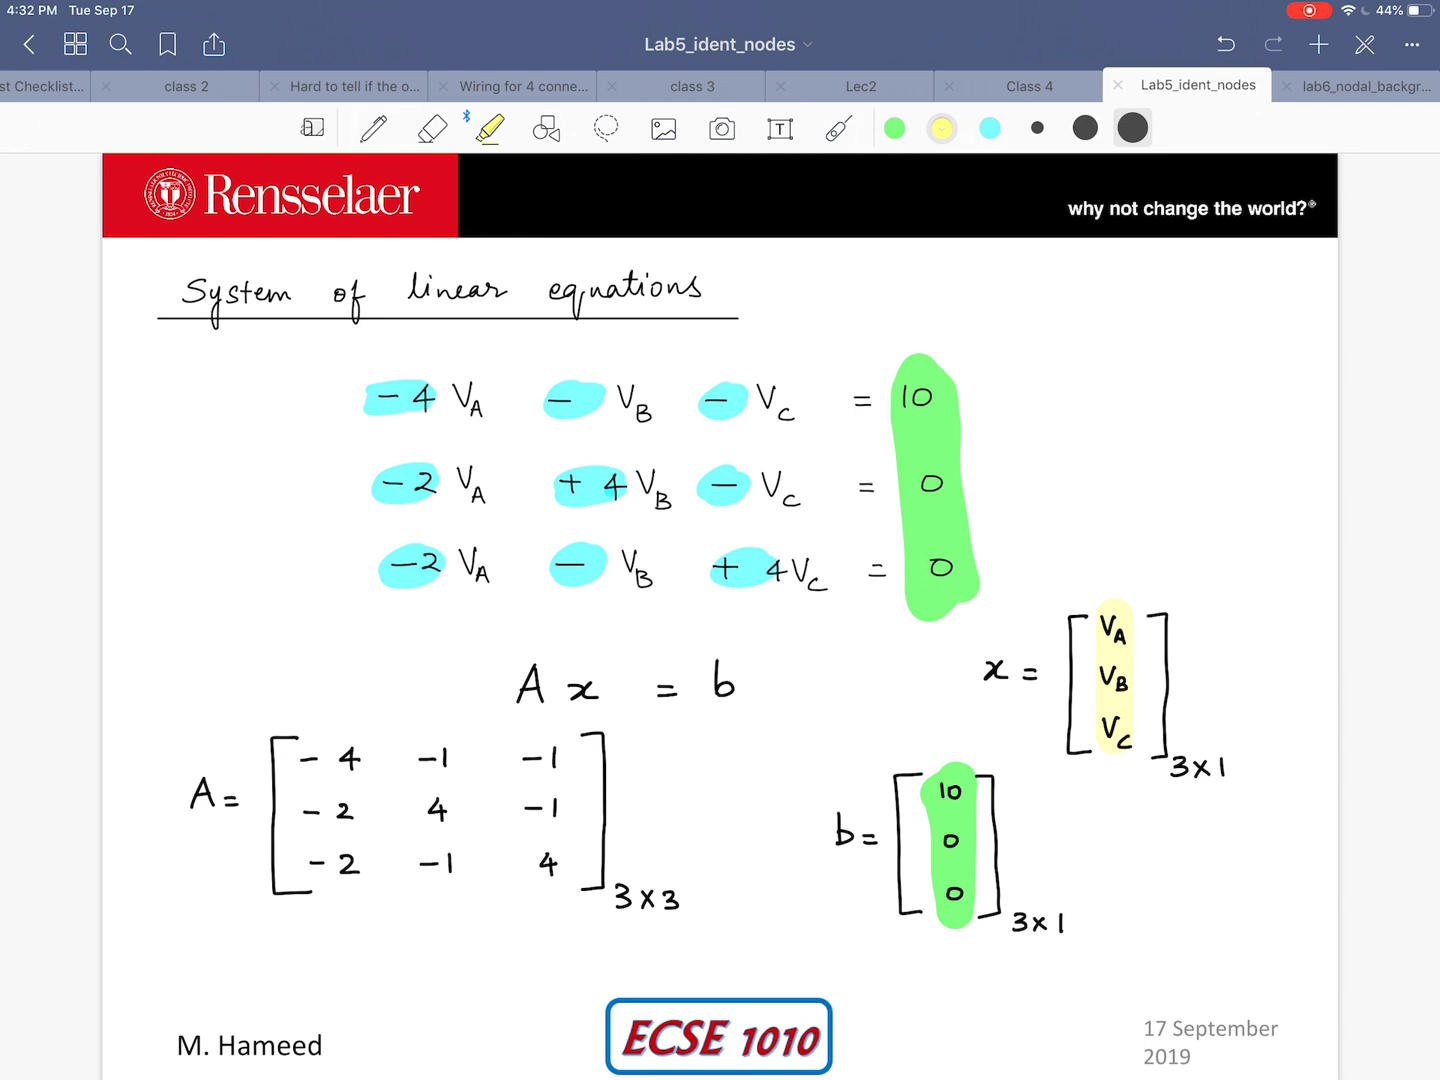 4:32 PM Tue Sep 17
44%
Lab5_ident_nodes
st Checklist...
class 2
Hard to tell if the o...
Wiring for 4 conne...
class 3
Lec2
Class 4
Lab5_ident_nodes
lab6_nodal_backgr...
T
Rensselaer
why not change the world?®
System of linear equations
- 4 VA - VB - VC = 10
- 2 VA + 4 VB - VC = 0
- 2 VA - VB + 4 VC = 0
A x = b
x = [ VA
VB
VC ] 3 x 1
A = [ - 4 -1 -1
- 2 4 -1
- 2 -1 4 ] 3 x 3
b = [ 10
0
0 ] 3 x 1
M. Hameed
ECSE 1010
17 September
2019